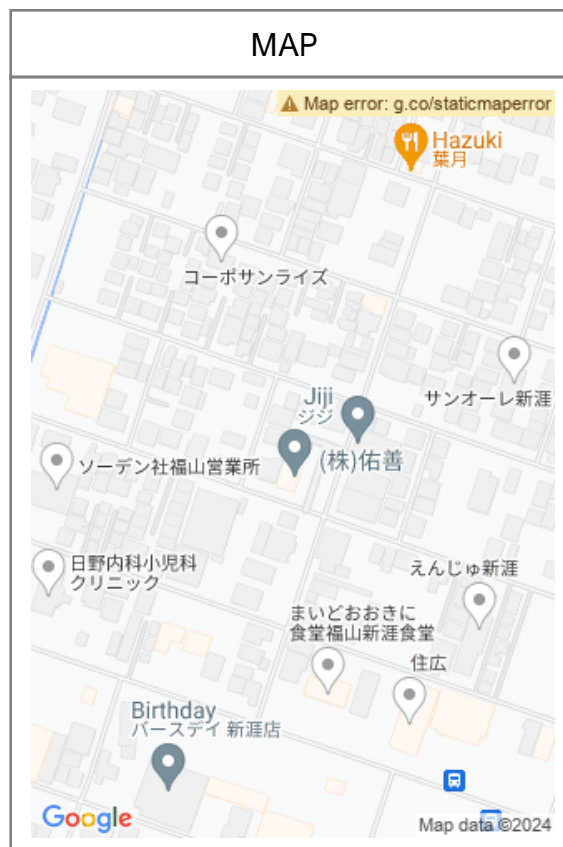 MAP
Map error: g.co/staticmaperror
Hazuki
葉月
コーポサンライズ
サンオーレ新涯
Jiji
ジジ
(株)佑善
ソーデン社福山営業所
日野内科小児科
クリニック
えんじゅ新涯
まいどおおきに
食堂福山新涯食堂
住広
Birthday
バースデイ 新涯店
Google
Map data ©2024